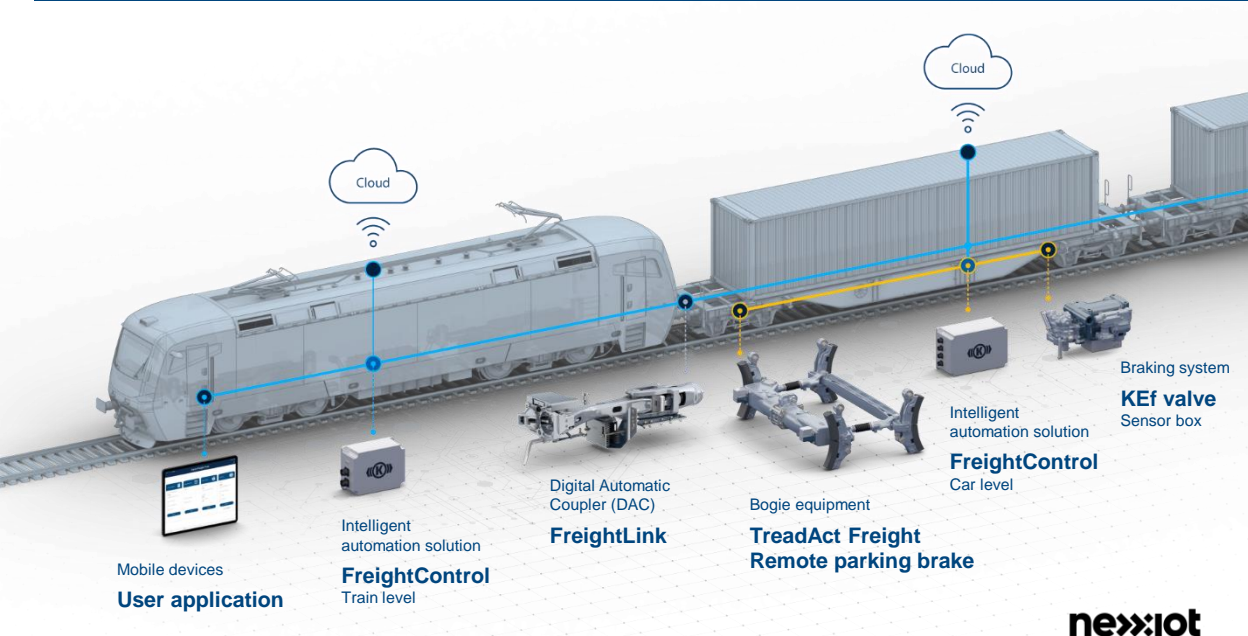 Cloud
Cloud
Mobile devices
User application
Intelligent
automation solution
FreightControl
Train level
Digital Automatic
Coupler (DAC)
FreightLink
Bogie equipment
TreadAct Freight
Remote parking brake
Intelligent
automation solution
FreightControl
Car level
Braking system
KEf valve
Sensor box
((K))
((K))
nexxiot